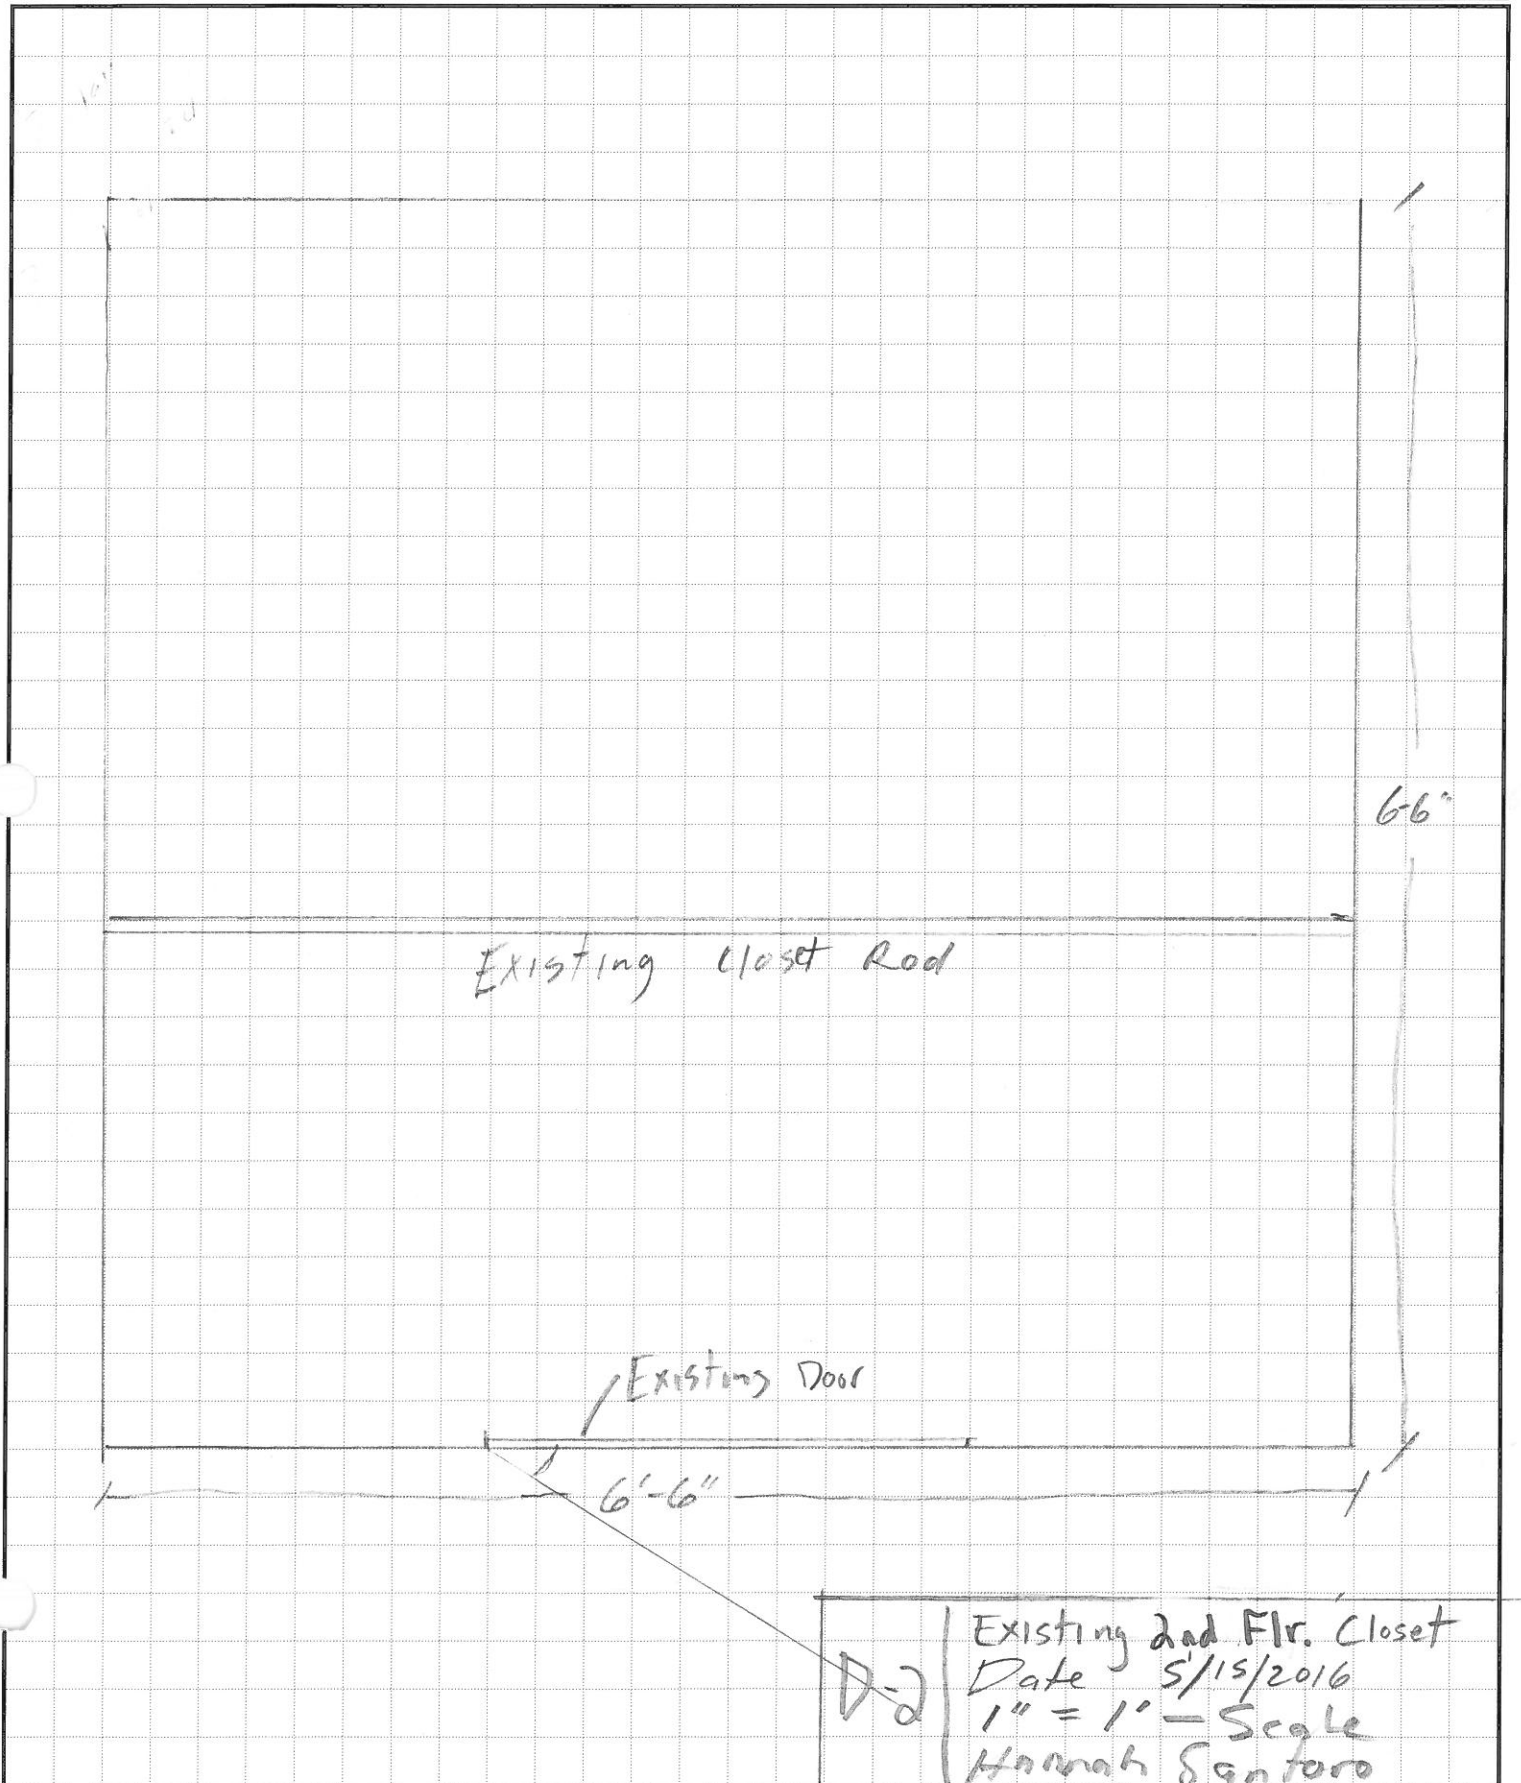 6-6"
Existing Closet Rod
Existing Door
6'-6"
D-2
Existing 2nd Flr. Closet
Date 5/15/2016
1" = 1' - Scale
Hannah Santoro